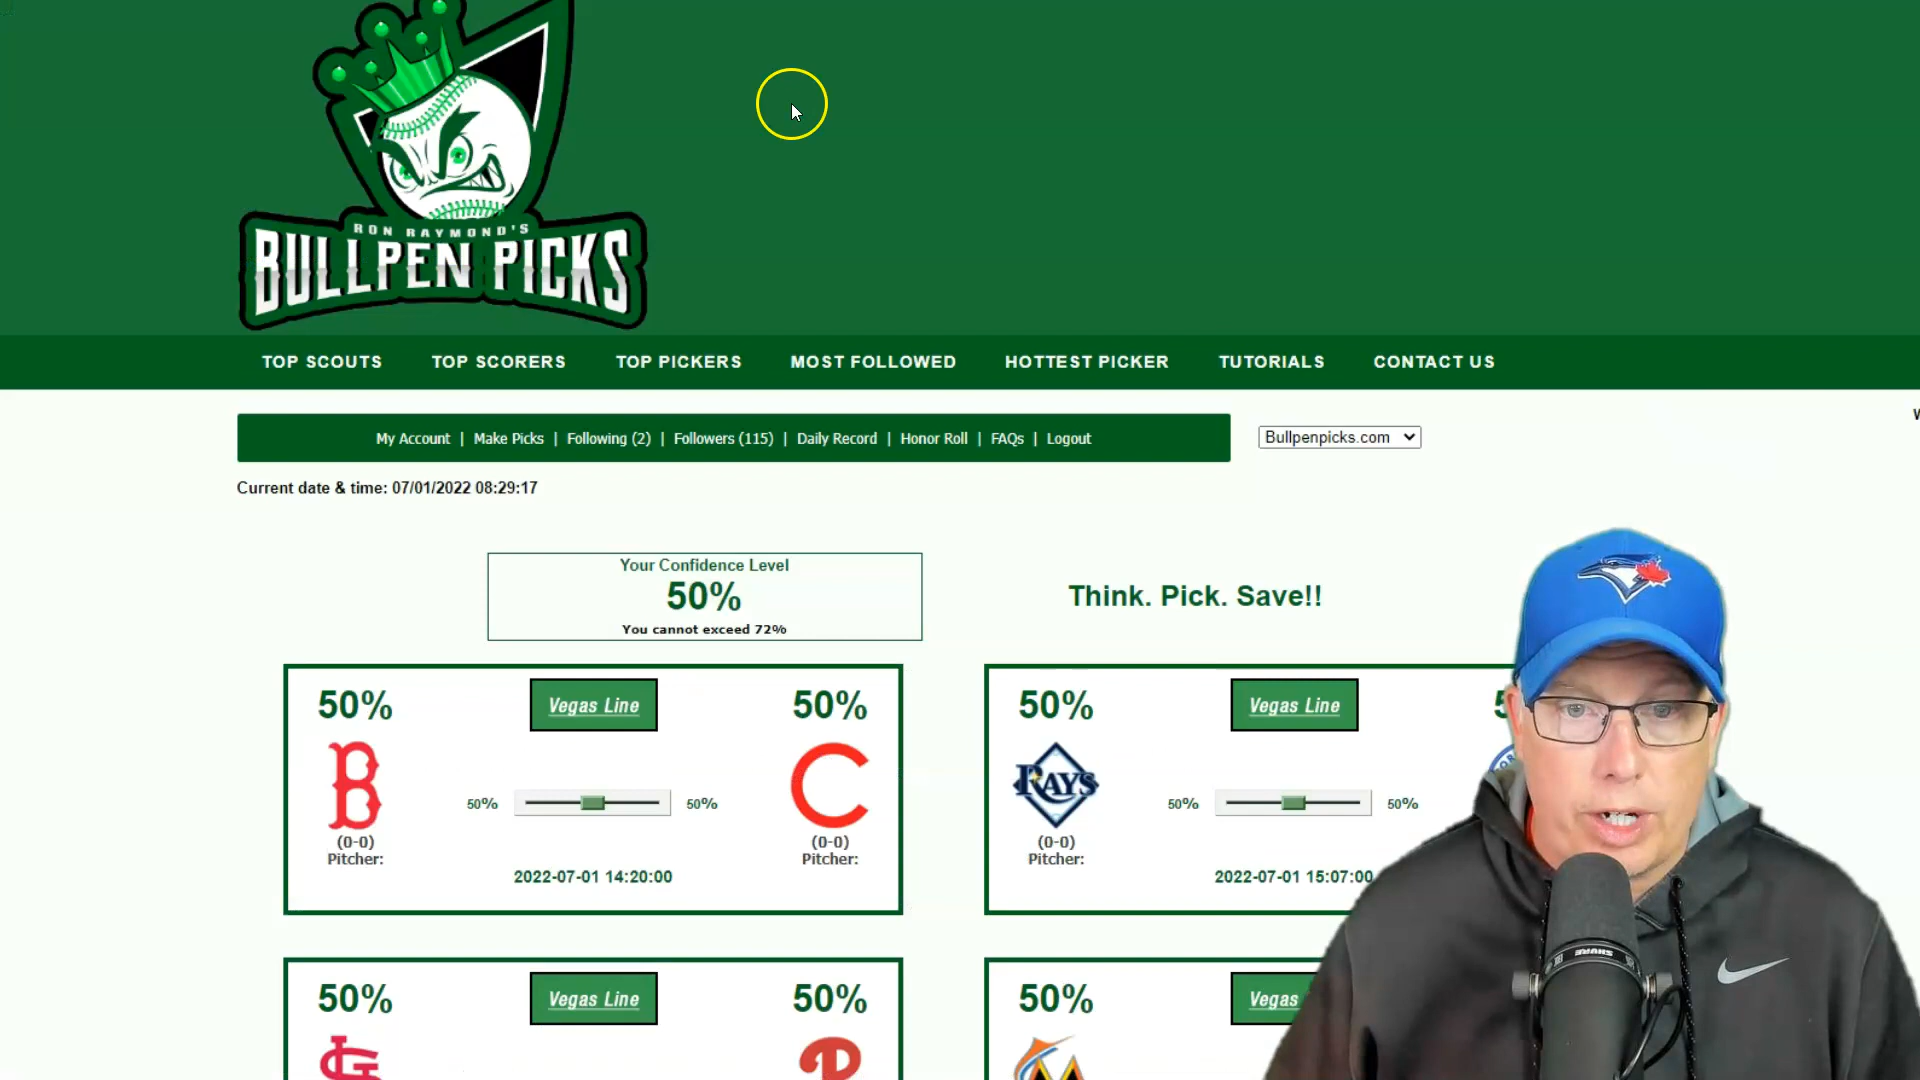 RON RAYMOND'S
BULLPEN PICKS
TOP SCOUTS TOP SCORERS TOP PICKERS MOST FOLLOWED HOTTEST PICKER TUTORIALS CONTACT US
My Account | Make Picks | Following (2) | Followers (115) | Daily Record | Honor Roll | FAQs | Logout
Bullpenpicks.com
Current date & time: 07/01/2022 08:29:17
Your Confidence Level
50%
You cannot exceed 72%
Think. Pick. Save!!
50% Vegas Line 50%
B C
50% 50%
(0-0) (0-0)
Pitcher: Pitcher:
2022-07-01 14:20:00
50% Vegas Line
RAYS
50% 50%
(0-0)
Pitcher:
2022-07-01 15:07:00
50% Vegas Line 50%
P
50% Vegas
M
SHURE